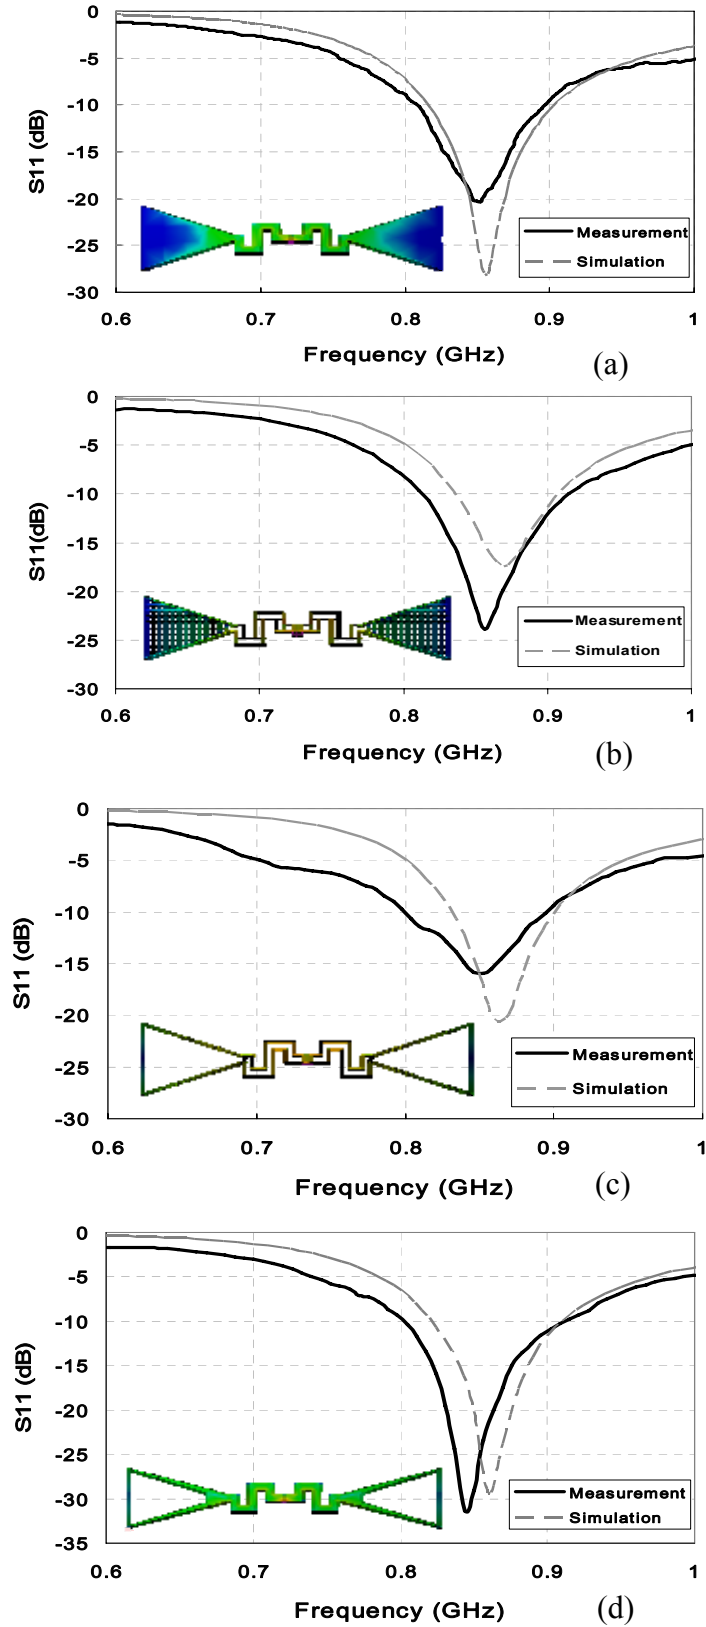 0
-5
-10
-15
-20
-25
-30
S11 (dB)
Measurement
Simulation
0.6 0.7 0.8 0.9 1
Frequency (GHz)
(a)
0
-5
-10
-15
-20
-25
-30
S11(dB)
Measurement
Simulation
0.6 0.7 0.8 0.9 1
Frequency (GHz)
(b)
0
-5
-10
-15
-20
-25
-30
S11 (dB)
Measurement
Simulation
0.6 0.7 0.8 0.9 1
Frequency (GHz)
(c)
0
-5
-10
-15
-20
-25
-30
-35
S11 (dB)
Measurement
Simulation
0.6 0.7 0.8 0.9 1
Frequency (GHz)
(d)